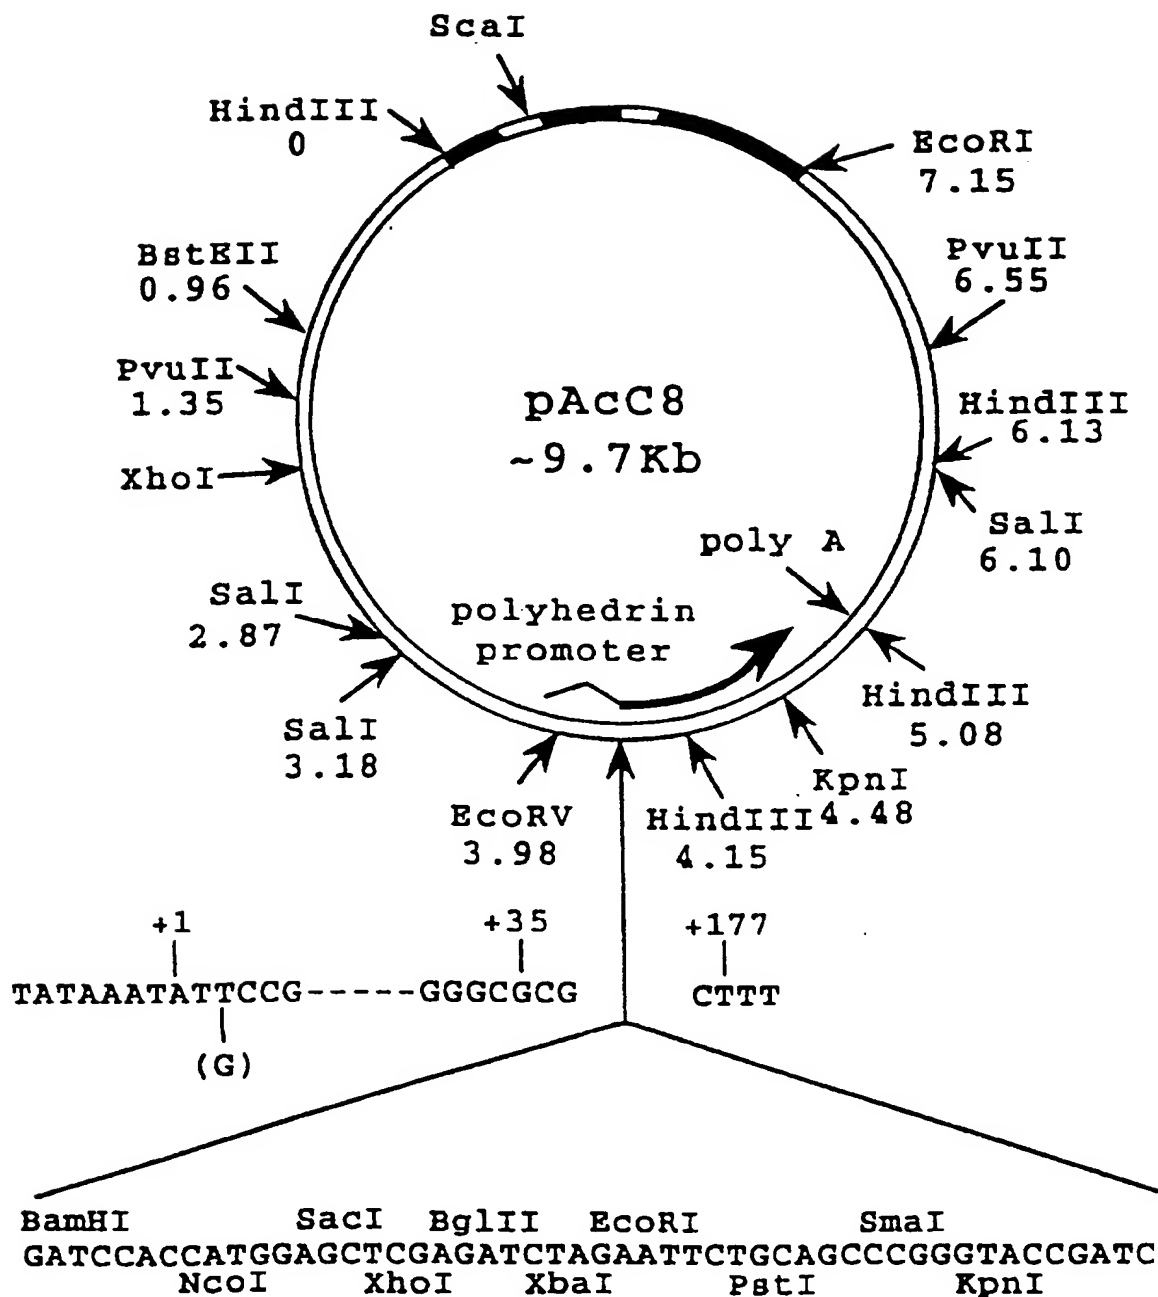 ScaI
HindIII
0
EcoRI
7.15
BstEII
0.96
PvuII
6.55
PvuII
1.35
pAcC8
~9.7Kb
HindIII
6.13
XhoI
SalI
6.10
poly A
SalI
2.87
polyhedrin
promoter
HindIII
5.08
SalI
3.18
KpnI
4.48
EcoRV
3.98
HindIII
4.15
+1
+35
+177
TATAAATATTCCG-----GGGCGCG
CTTT
(G)
BamHI SacI BglII EcoRI SmaI
GATCCACCATGGAGCTCGAGATCTAGAATTCTGCAGCCCGGGTACCGATC
NcoI XhoI XbaI PstI KpnI